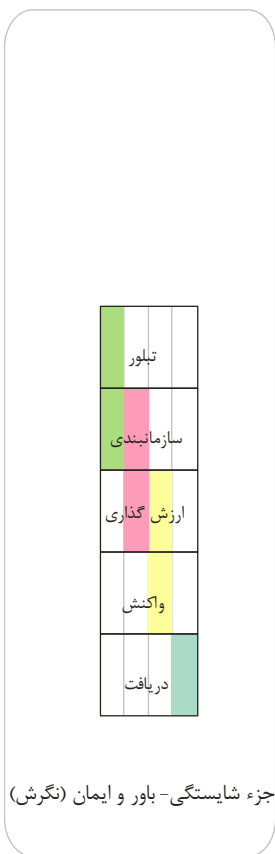 تبلور
سازمانبندی
ارزش گذاری
واکنش
دریافت
جزء شایستگی- باور و ایمان (نگرش)